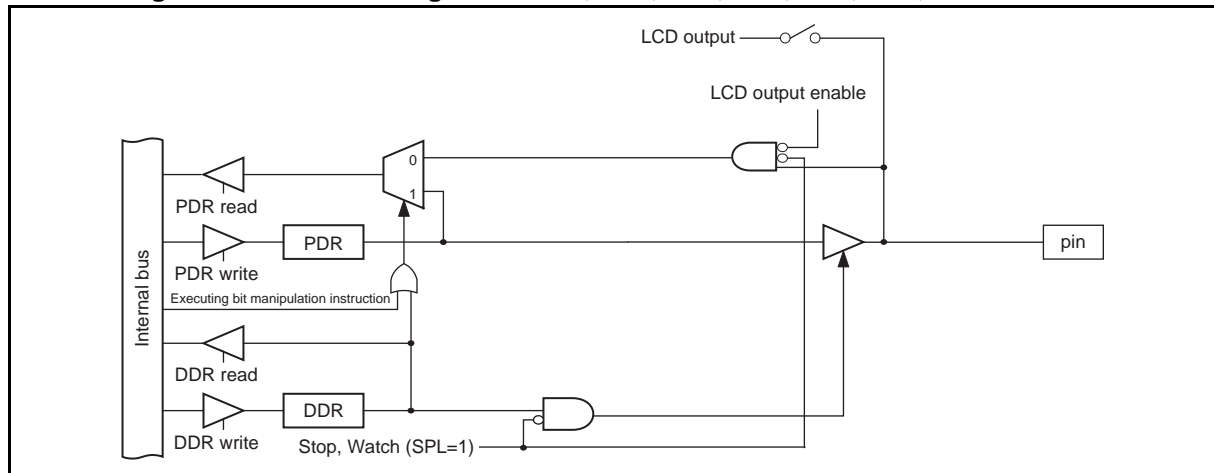 LCD output
LCD output enable
0
1
PDR read
PDR
pin
PDR write
Executing bit manipulation instruction
Internal bus
DDR read
DDR
DDR write
Stop, Watch (SPL=1)